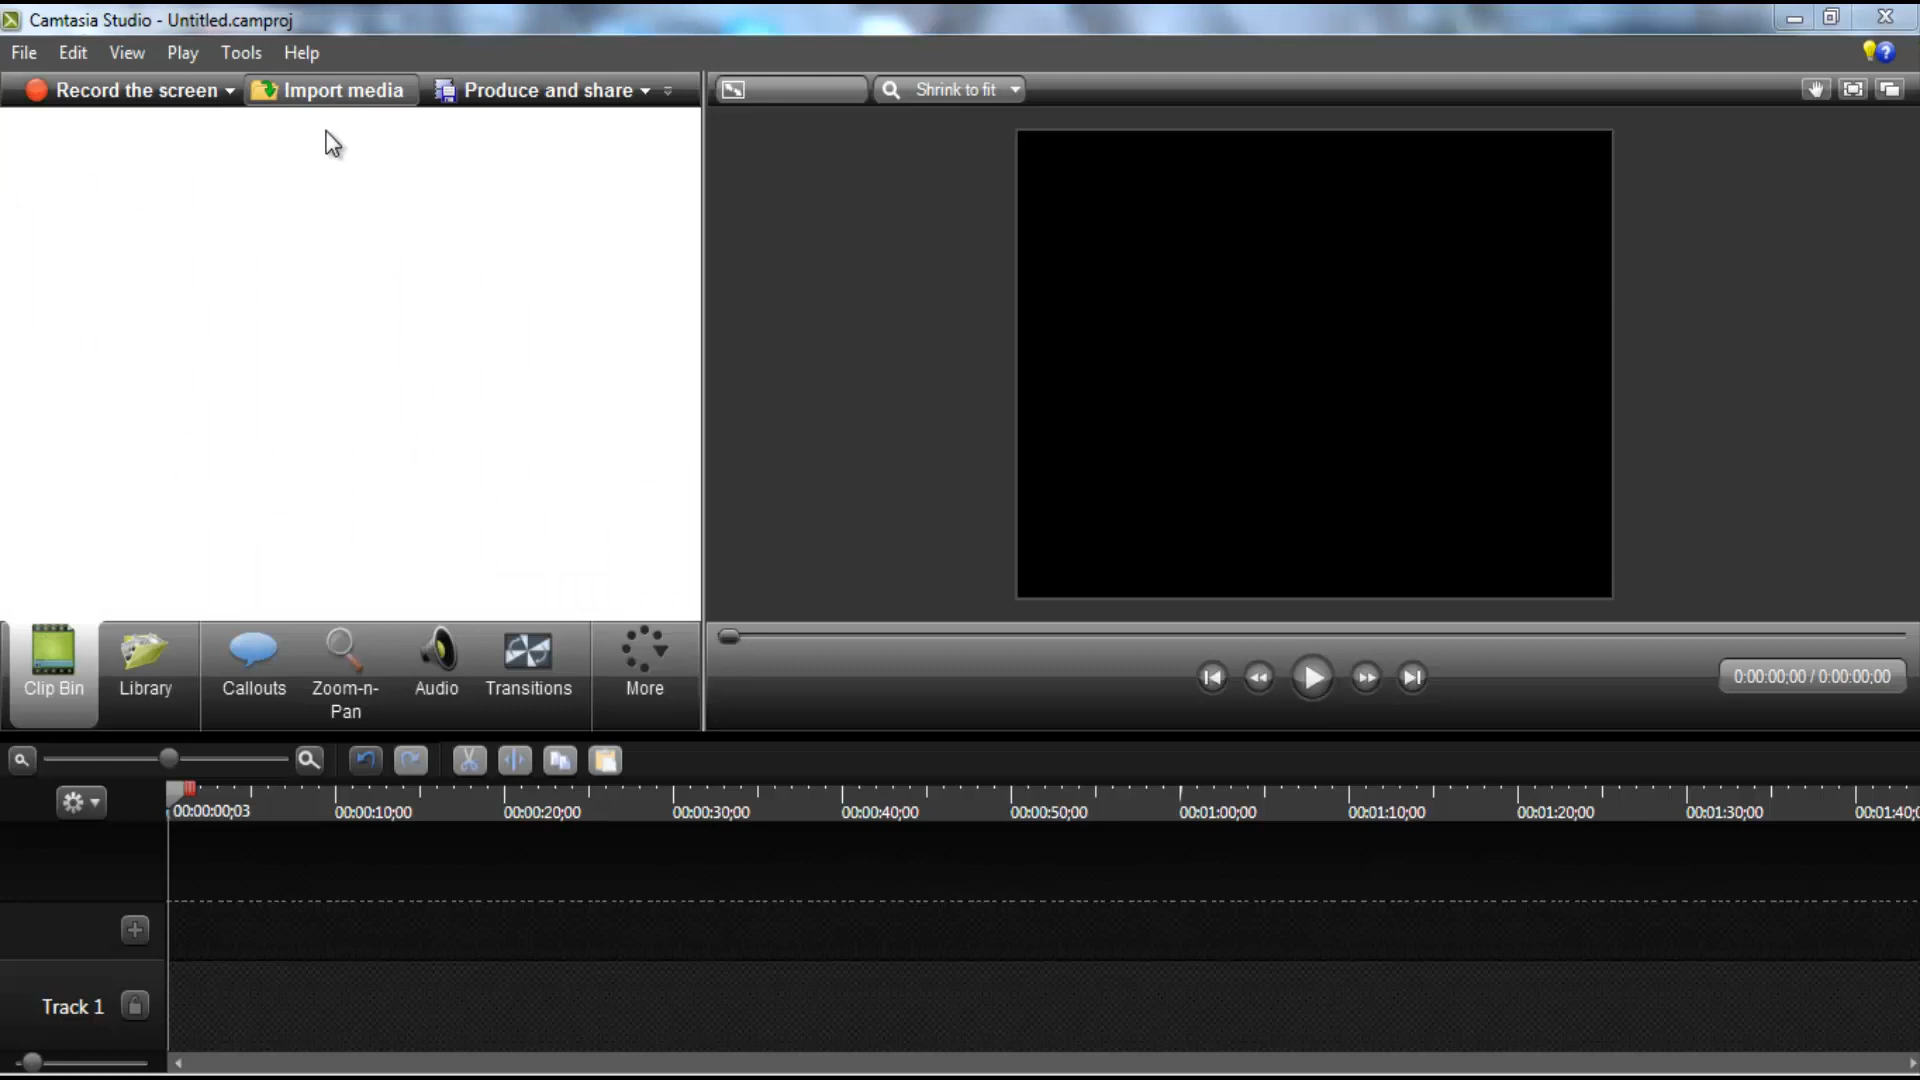 Camtasia Studio - Untitled.camproj
File Edit View Play Tools Help
Record the screen Import media Produce and share Shrink to fit
Clip Bin Library Callouts Zoom-n-Pan Audio Transitions More
0:00:00;00 / 0:00:00;00
00:00:00;03 00:00:10;00 00:00:20;00 00:00:30;00 00:00:40;00 00:00:50;00 00:01:00;00 00:01:10;00 00:01:20;00 00:01:30;00 00:01:40;0
Track 1